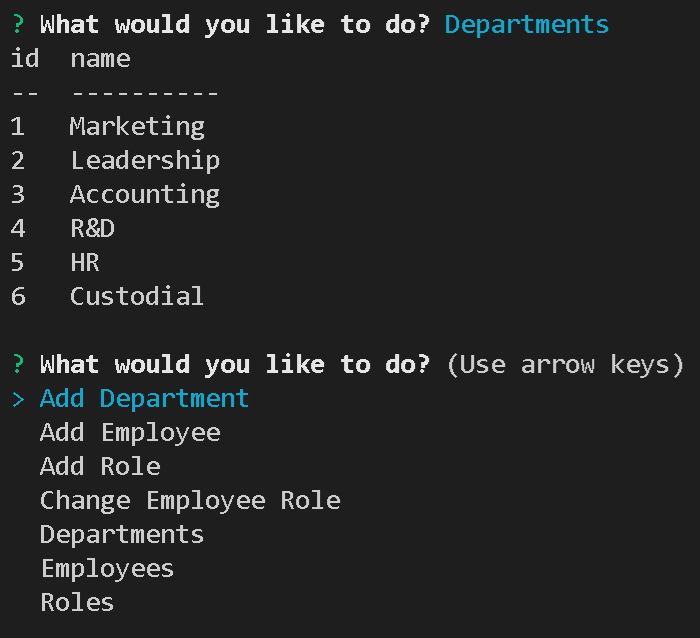 ? What would you like to do? Departments
id  name
--  ----------
1   Marketing
2   Leadership
3   Accounting
4   R&D
5   HR
6   Custodial

? What would you like to do? (Use arrow keys)
> Add Department
  Add Employee
  Add Role
  Change Employee Role
  Departments
  Employees
  Roles